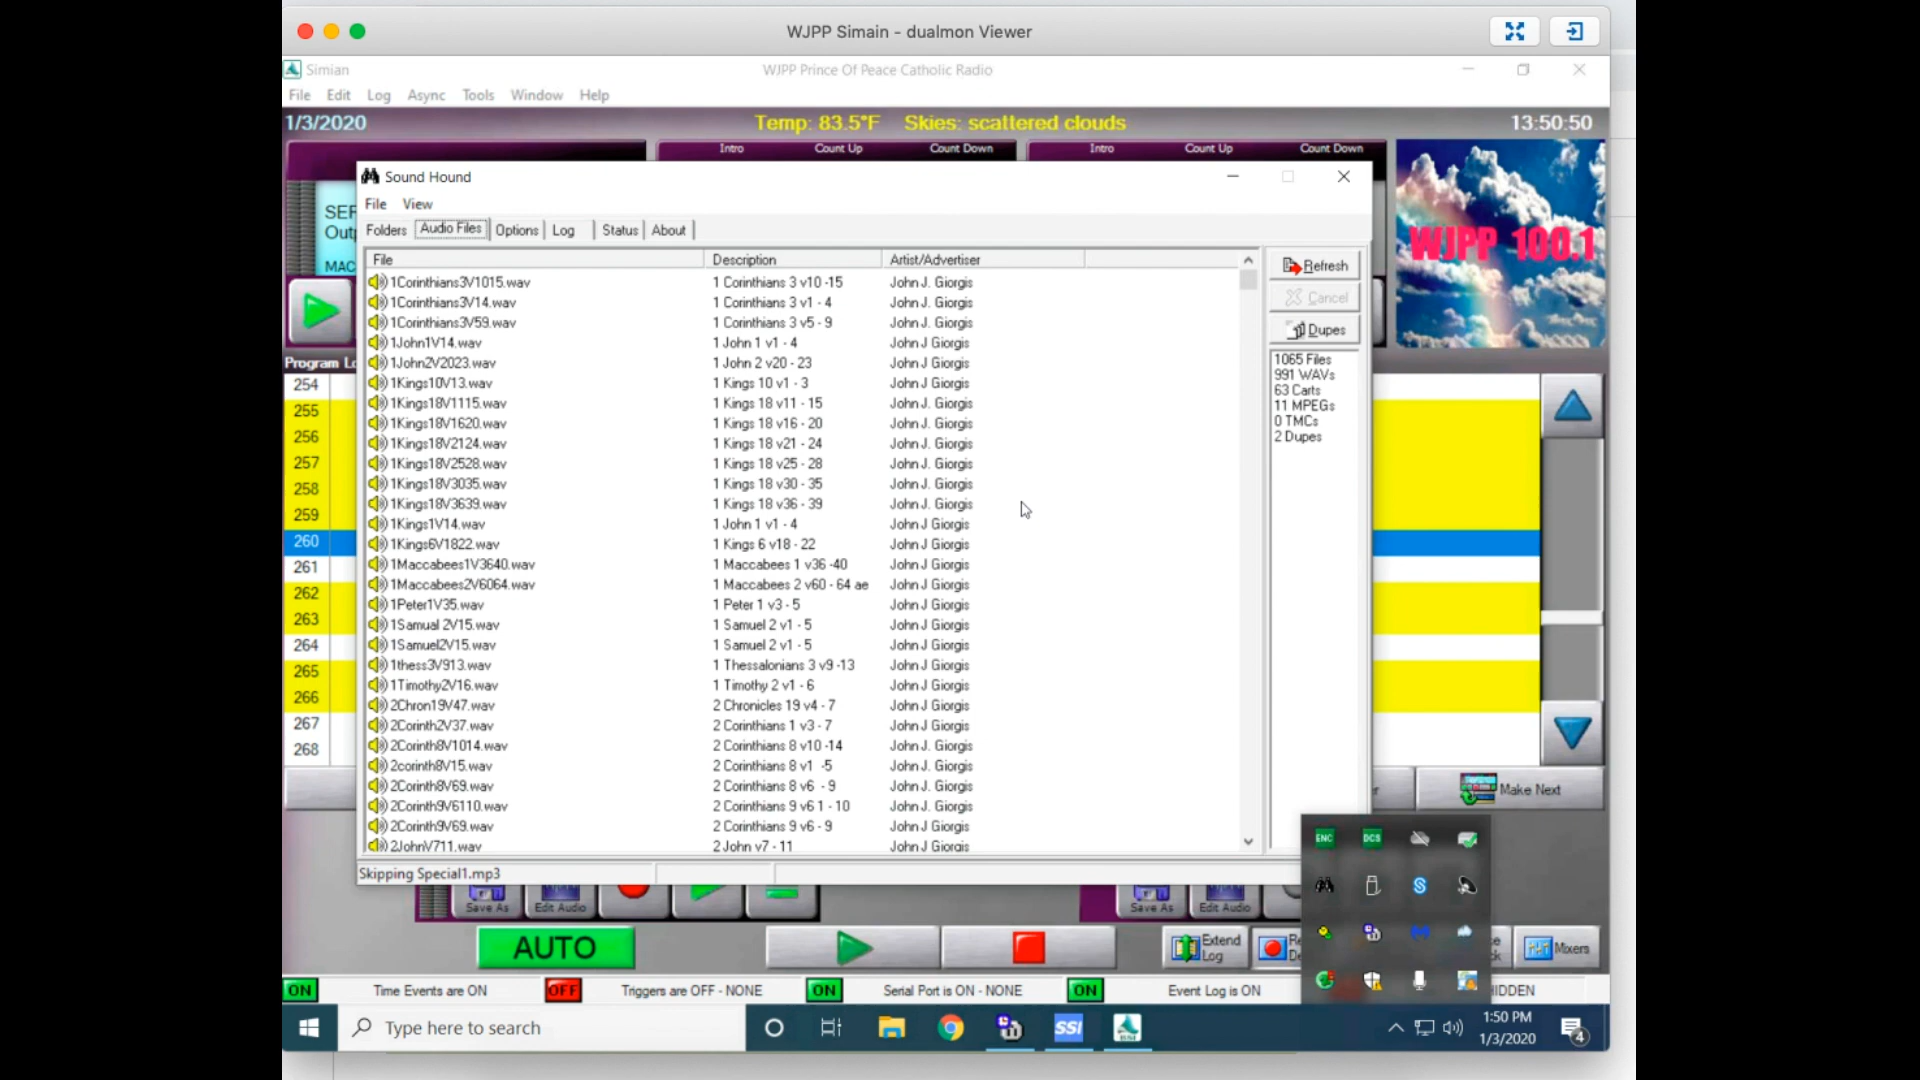 WJPP Simain - dualmon Viewer
Simian
WJPP Prince Of Peace Catholic Radio
File Edit Log Async Tools Window Help
1/3/2020
Temp: 83.5°F Skies: scattered clouds
13:50:50
Intro Count Up Count Down
Intro Count Up Count Down
WJPP 100.1
Sound Hound
File View
Folders Audio Files Options Log Status About
File Description Artist/Advertiser
1Corinthians3V1015.wav 1 Corinthians 3 v10 -15 John J. Giorgis
1Corinthians3V14.wav 1 Corinthians 3 v1 - 4 John J. Giorgis
1Corinthians3V59.wav 1 Corinthians 3 v5 - 9 John J. Giorgis
1John1V14.wav 1 John 1 v1 - 4 John J. Giorgis
1John2V2023.wav 1 John 2 v20 - 23 John J. Giorgis
1Kings10V13.wav 1 Kings 10 v1 - 3 John J. Giorgis
1Kings18V1115.wav 1 Kings 18 v11 - 15 John J. Giorgis
1Kings18V1620.wav 1 Kings 18 v16 - 20 John J. Giorgis
1Kings18V2124.wav 1 Kings 18 v21 - 24 John J. Giorgis
1Kings18V2528.wav 1 Kings 18 v25 - 28 John J. Giorgis
1Kings18V3035.wav 1 Kings 18 v30 - 35 John J. Giorgis
1Kings18V3639.wav 1 Kings 18 v36 - 39 John J. Giorgis
1Kings1V14.wav 1 John 1 v1 - 4 John J Giorgis
1Kings6V1822.wav 1 Kings 6 v18 - 22 John J Giorgis
1Maccabees1V3640.wav 1 Maccabees 1 v36 -40 John J Giorgis
1Maccabees2V6064.wav 1 Maccabees 2 v60 - 64 ae John J Giorgis
1Peter1V35.wav 1 Peter 1 v3 - 5 John J Giorgis
1Samual 2V15.wav 1 Samuel 2 v1 - 5 John J Giorgis
1Samuel2V15.wav 1 Samuel 2 v1 - 5 John J Giorgis
1thess3V913.wav 1 Thessalonians 3 v9 -13 John J Giorgis
1Timothy2V16.wav 1 Timothy 2 v1 - 6 John J Giorgis
2Chron19V47.wav 2 Chronicles 19 v4 - 7 John J Giorgis
2Corinth2V37.wav 2 Corinthians 1 v3 - 7 John J Giorgis
2Corinth8V1014.wav 2 Corinthians 8 v10 -14 John J. Giorgis
2corinth8V15.wav 2 Corinthians 8 v1 -5 John J. Giorgis
2Corinth8V69.wav 2 Corinthians 8 v6 - 9 John J. Giorgis
2Corinth9V6110.wav 2 Corinthians 9 v6 1 - 10 John J Giorgis
2Corinth9V69.wav 2 Corinthians 9 v6 - 9 John J Giorgis
2JohnV711.wav 2 John v7 - 11 John J Giorgis
Skipping Special1.mp3
Refresh
Cancel
Dupes
1065 Files
991 WAVs
63 Carts
11 MPEGs
0 TMCs
2 Dupes
MAC
Program
254
255
256
257
258
259
260
261
262
263
264
265
266
267
268
Make Next
Save As Edit Audio
Save As Edit Audio
AUTO
Extend Log
Mixers
ON Time Events are ON OFF Triggers are OFF - NONE ON Serial Port is ON - NONE ON Event Log is ON
ENC DCS
Type here to search
SSI
1:50 PM
1/3/2020
4